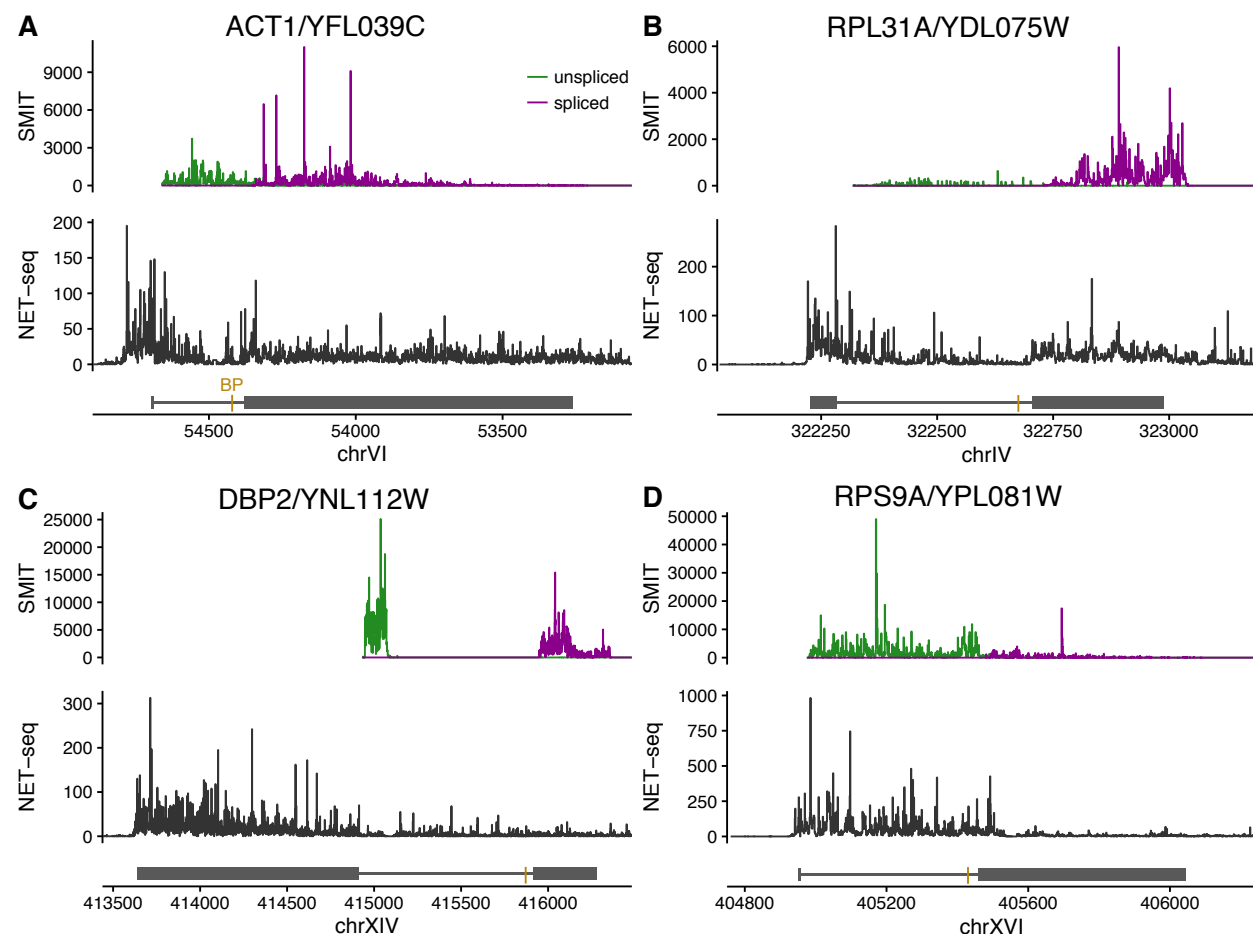 A
ACT1/YFL039C
SMIT
9000
6000
3000
0
unspliced
spliced
NET−seq
200
150
100
50
0
BP
54500
54000
53500
chrVI
B
RPL31A/YDL075W
SMIT
6000
4000
2000
0
NET−seq
200
100
0
322250
322500
322750
323000
chrIV
C
DBP2/YNL112W
SMIT
25000
20000
15000
10000
5000
0
NET−seq
300
200
100
0
413500
414000
414500
415000
415500
416000
chrXIV
D
RPS9A/YPL081W
SMIT
50000
40000
30000
20000
10000
0
NET−seq
1000
750
500
250
0
404800
405200
405600
406000
chrXVI